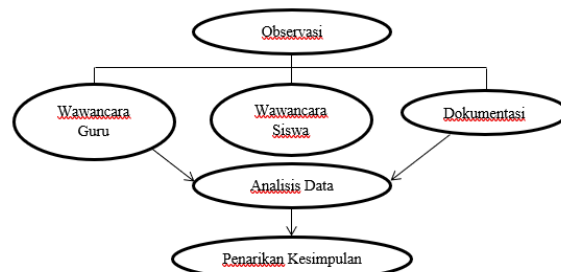 Observasi
Wawancara
Guru
Wawancara
Siswa
Dokumentasi
Analisis Data
Penarikan Kesimpulan